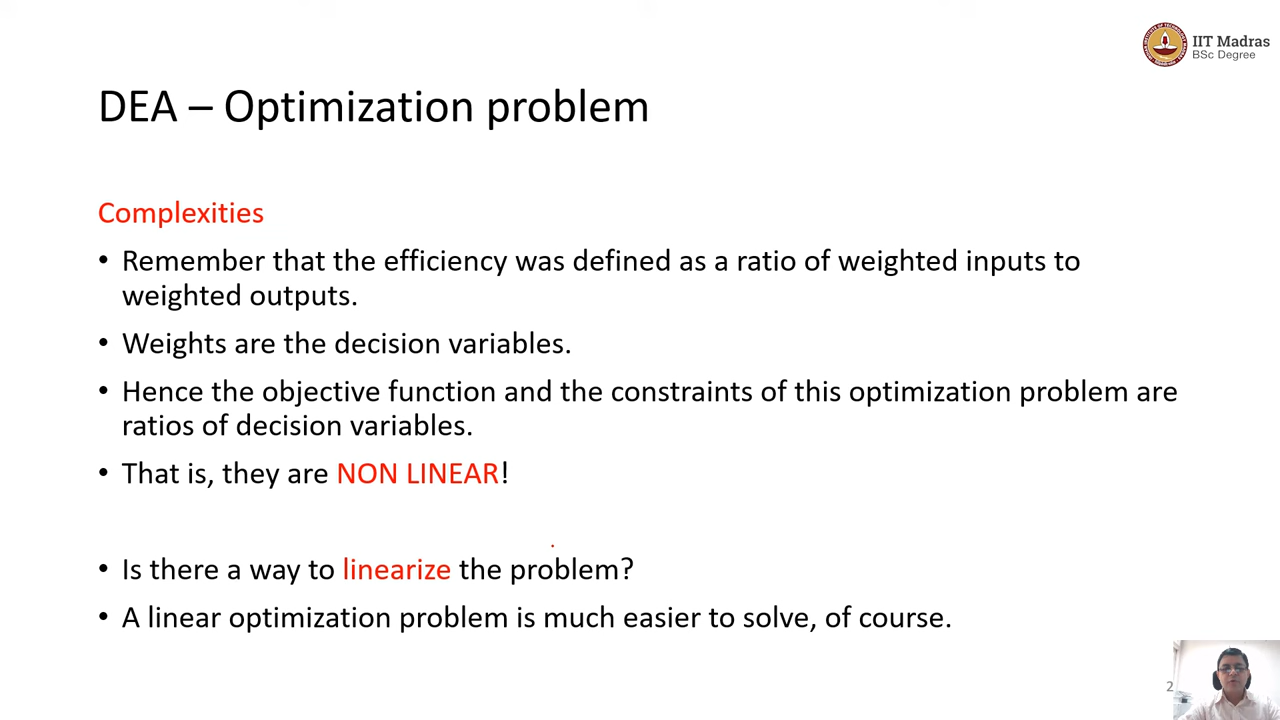 IIT Madras
BSc Degree
DEA – Optimization problem
Complexities
• Remember that the efficiency was defined as a ratio of weighted inputs to
weighted outputs.
• Weights are the decision variables.
• Hence the objective function and the constraints of this optimization problem are
ratios of decision variables.
• That is, they are NON LINEAR!
• Is there a way to linearize the problem?
• A linear optimization problem is much easier to solve, of course.
2